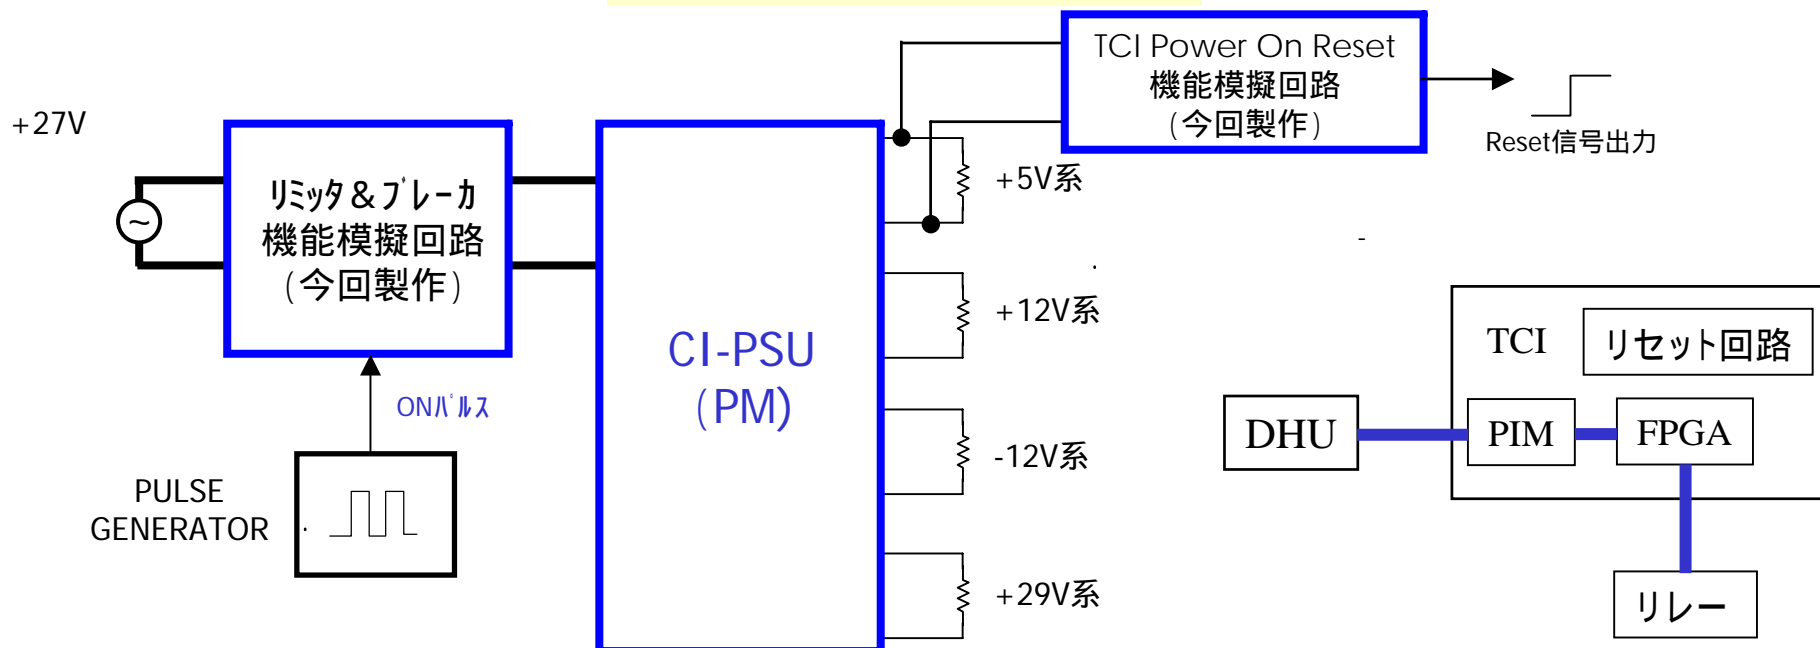 +27V
リミッタ＆ﾌﾞﾚｰｶ
機能模擬回路
(今回製作)
ONﾊﾟﾙｽ
PULSE
GENERATOR
CI-PSU
(PM)
TCI Power On Reset
機能模擬回路
(今回製作)
Reset信号出力
+5V系
+12V系
-12V系
+29V系
TCI
リセット回路
DHU
PIM
FPGA
リレー